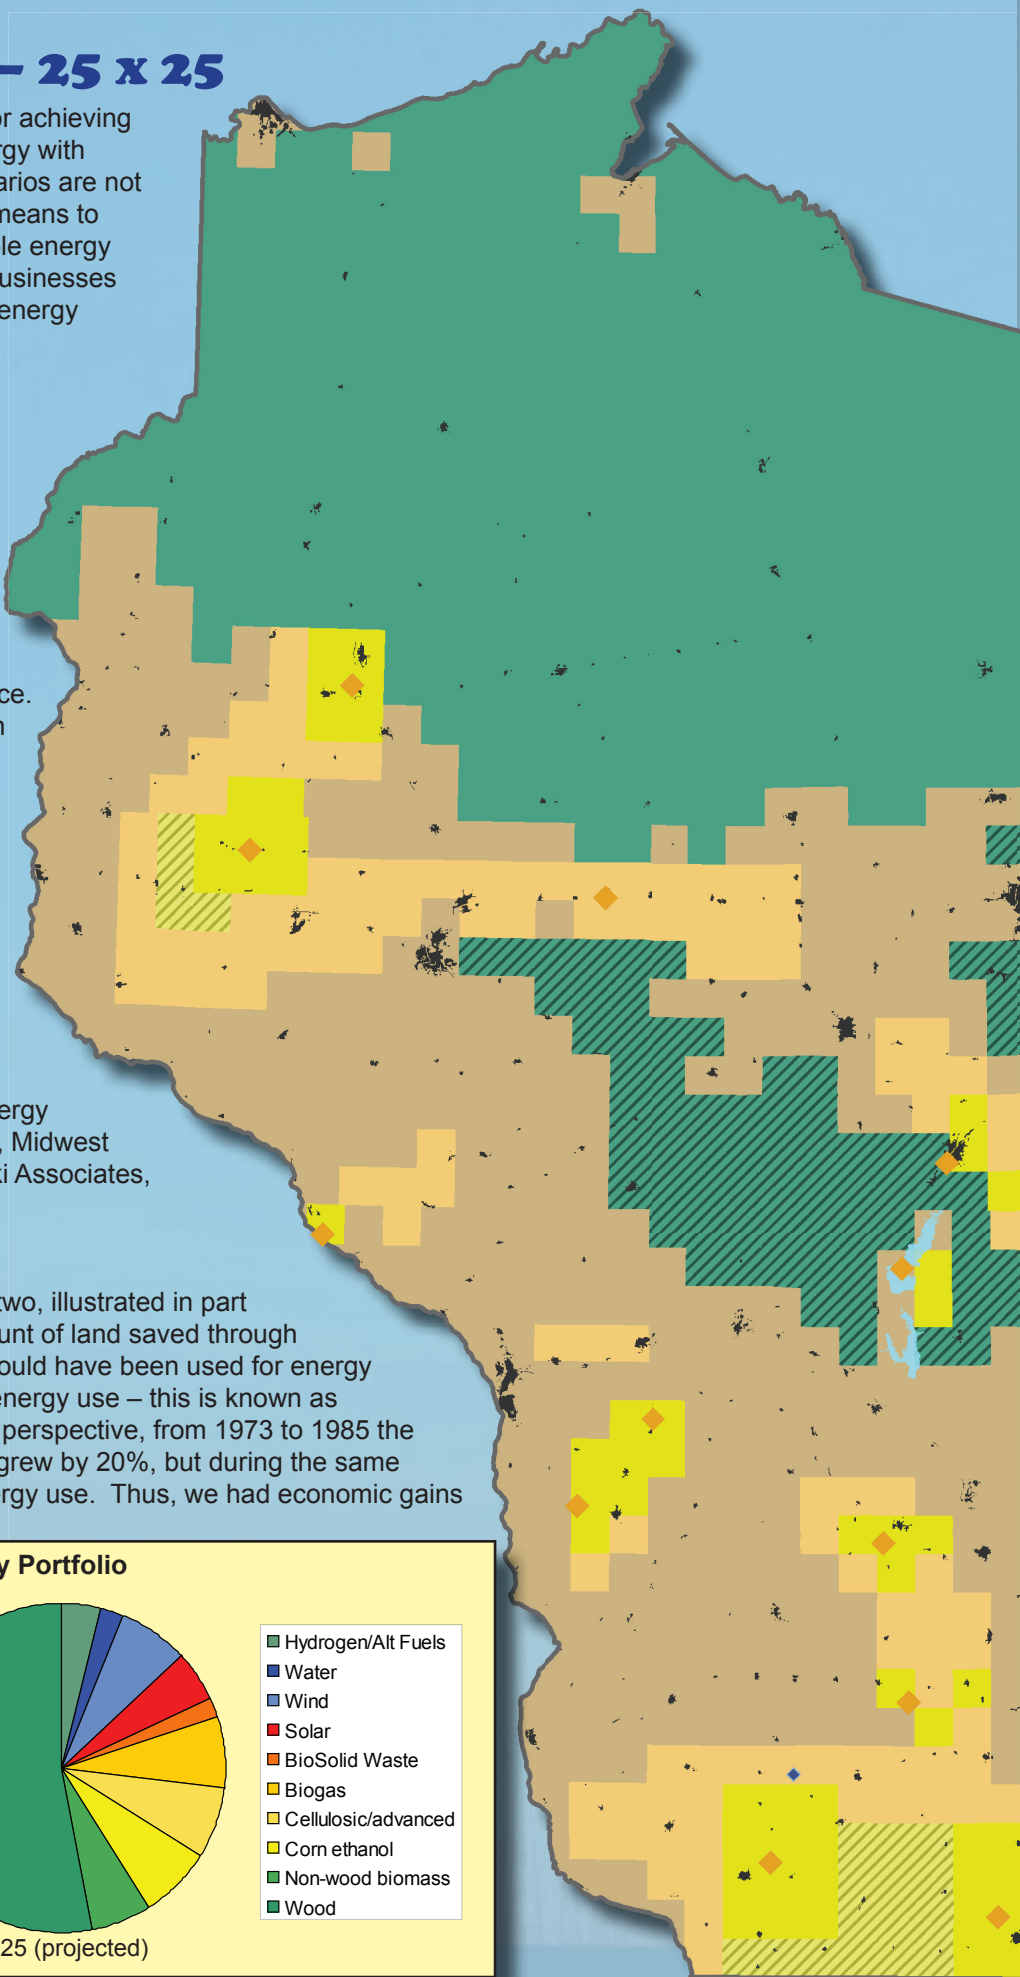 – 25 x 25
or achieving
rgy with
arios are not
means to
le energy
businesses
energy
ce.
n
ergy
, Midwest
ki Associates,
two, illustrated in part
unt of land saved through
ould have been used for energy
energy use – this is known as
perspective, from 1973 to 1985 the
grew by 20%, but during the same
ergy use.  Thus, we had economic gains
y Portfolio
Hydrogen/Alt Fuels
Water
Wind
Solar
BioSolid Waste
Biogas
Cellulosic/advanced
Corn ethanol
Non-wood biomass
Wood
25 (projected)